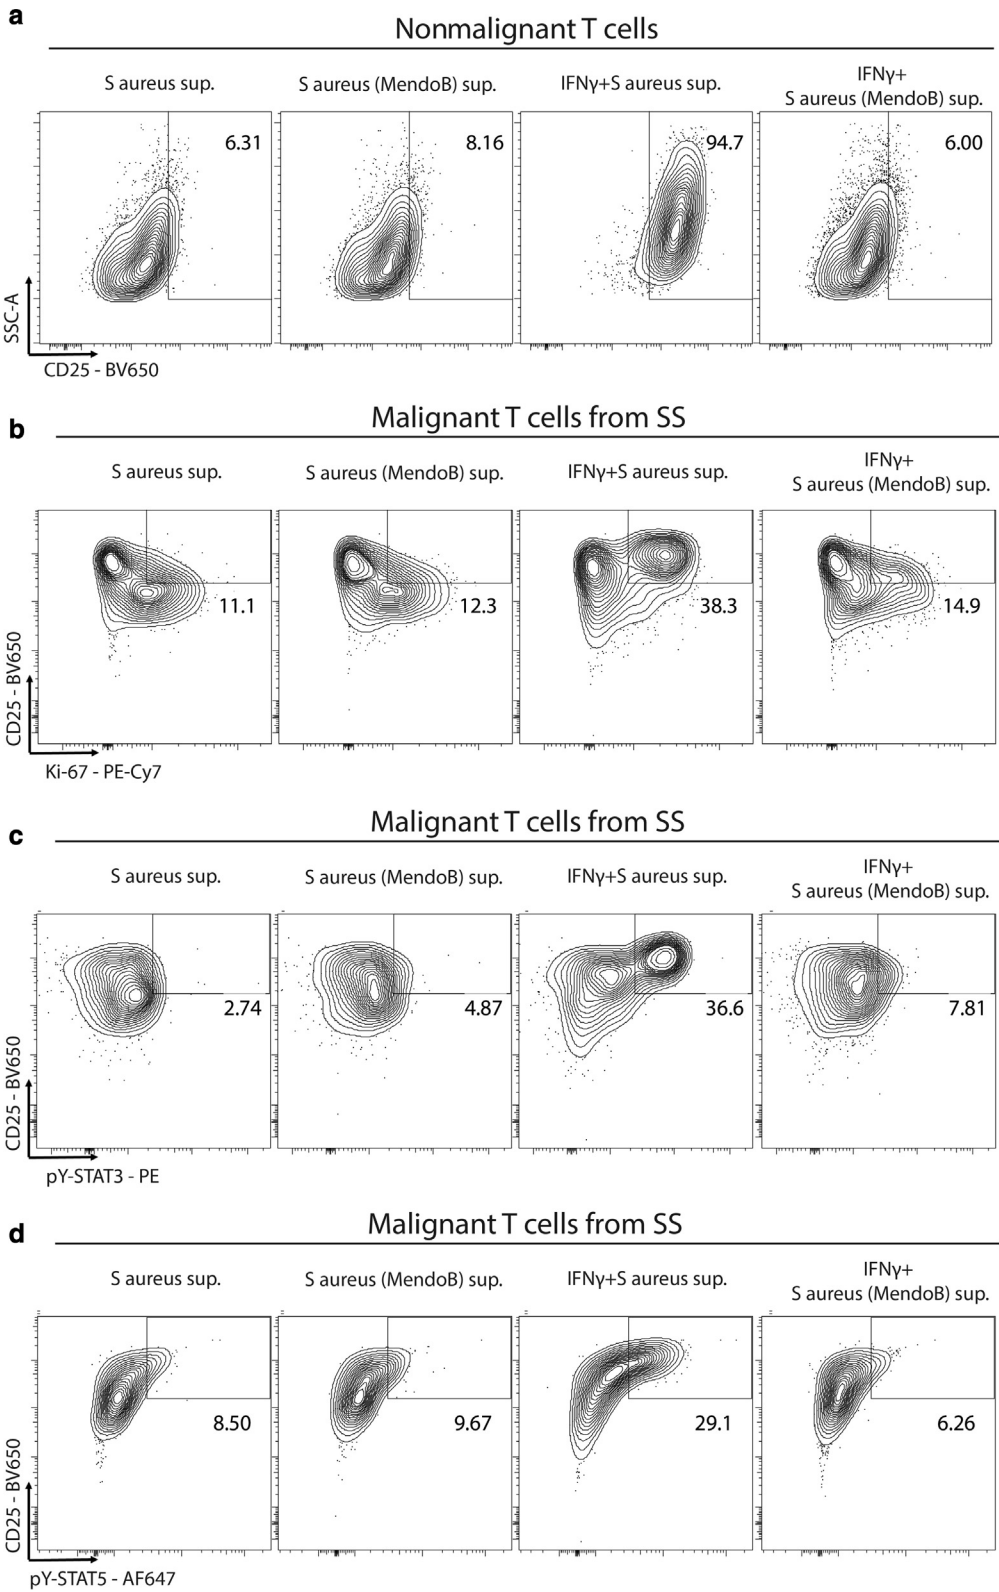 a
Nonmalignant T cells
S aureus sup.
S aureus (MendoB) sup.
IFNγ+S aureus sup.
IFNγ+
S aureus (MendoB) sup.
6.31
8.16
94.7
6.00
SSC-A
CD25 - BV650
b
Malignant T cells from SS
S aureus sup.
S aureus (MendoB) sup.
IFNγ+S aureus sup.
IFNγ+
S aureus (MendoB) sup.
11.1
12.3
38.3
14.9
CD25 - BV650
Ki-67 - PE-Cy7
c
Malignant T cells from SS
S aureus sup.
S aureus (MendoB) sup.
IFNγ+S aureus sup.
IFNγ+
S aureus (MendoB) sup.
2.74
4.87
36.6
7.81
CD25 - BV650
pY-STAT3 - PE
d
Malignant T cells from SS
S aureus sup.
S aureus (MendoB) sup.
IFNγ+S aureus sup.
IFNγ+
S aureus (MendoB) sup.
8.50
9.67
29.1
6.26
CD25 - BV650
pY-STAT5 - AF647